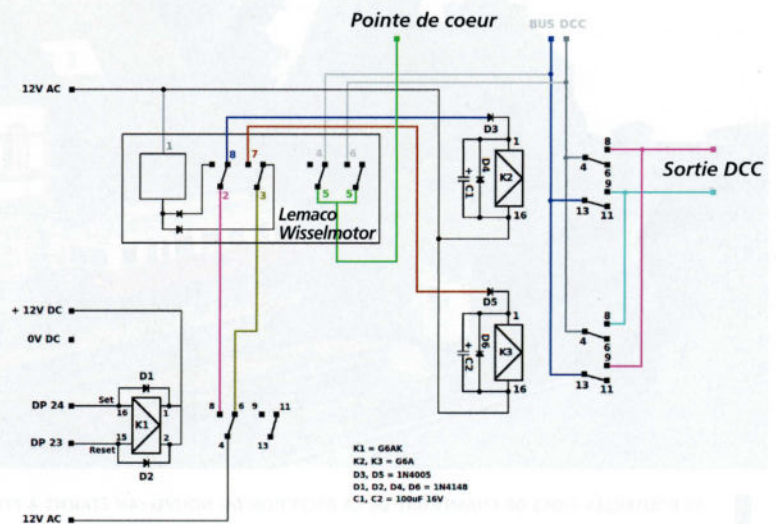 Pointe de coeur
BUS DCC
12V AC
1
8 7 4 6
D3
8
1
4 6
9
Sortie DCC
D4
K2
+
C1
16
13 11
2 3 5 5
Lemaco
Wisselmotor
D5
+ 12V DC
0V DC
8
1
4 6
9
D6
K3
+
C2
16
13 11
D1
DP 24 Set
16 1
K1
DP 23 15 2
Reset
D2
8 6 9 11
4 13
12V AC
K1 = G6AK
K2, K3 = G6A
D3, D5 = 1N4005
D1, D2, D4, D6 = 1N4148
C1, C2 = 100uF 16V